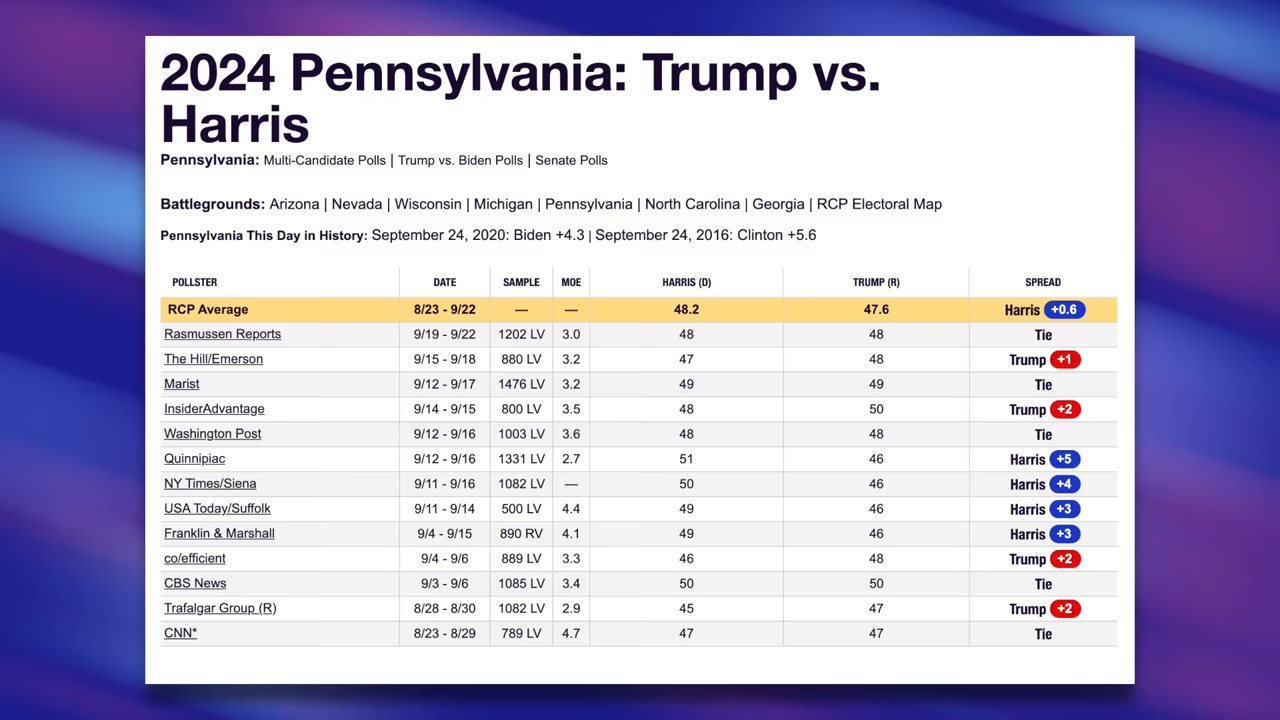 2024 Pennsylvania: Trump vs.
Harris
Pennsylvania: Multi-Candidate Polls | Trump vs. Biden Polls | Senate Polls
Battlegrounds: Arizona | Nevada | Wisconsin | Michigan | Pennsylvania | North Carolina | Georgia | RCP Electoral Map
Pennsylvania This Day in History: September 24, 2020: Biden +4.3 | September 24, 2016: Clinton +5.6
POLLSTER DATE SAMPLE MOE HARRIS (D) TRUMP (R) SPREAD
RCP Average 8/23 - 9/22 — — 48.2 47.6 Harris +0.6
Rasmussen Reports 9/19 - 9/22 1202 LV 3.0 48 48 Tie
The Hill/Emerson 9/15 - 9/18 880 LV 3.2 47 48 Trump +1
Marist 9/12 - 9/17 1476 LV 3.2 49 49 Tie
InsiderAdvantage 9/14 - 9/15 800 LV 3.5 48 50 Trump +2
Washington Post 9/12 - 9/16 1003 LV 3.6 48 48 Tie
Quinnipiac 9/12 - 9/16 1331 LV 2.7 51 46 Harris +5
NY Times/Siena 9/11 - 9/16 1082 LV — 50 46 Harris +4
USA Today/Suffolk 9/11 - 9/14 500 LV 4.4 49 46 Harris +3
Franklin & Marshall 9/4 - 9/15 890 RV 4.1 49 46 Harris +3
co/efficient 9/4 - 9/6 889 LV 3.3 46 48 Trump +2
CBS News 9/3 - 9/6 1085 LV 3.4 50 50 Tie
Trafalgar Group (R) 8/28 - 8/30 1082 LV 2.9 45 47 Trump +2
CNN* 8/23 - 8/29 789 LV 4.7 47 47 Tie